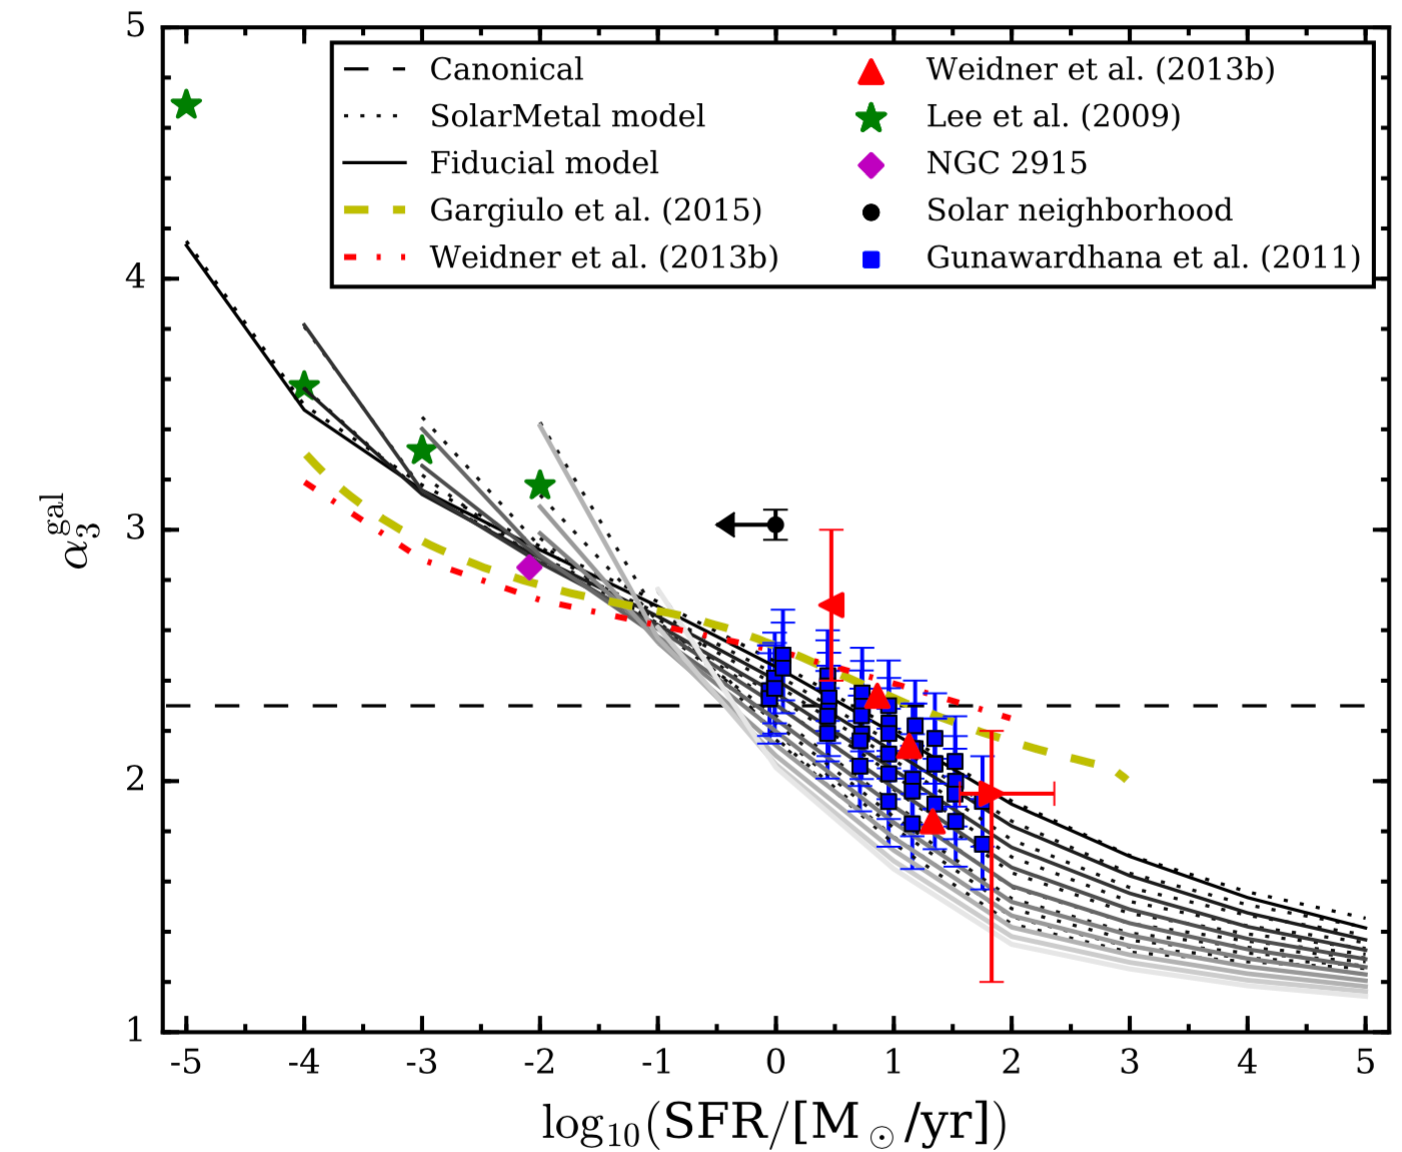 5
4
3
2
1
α₃^gal
Canonical
SolarMetal model
Fiducial model
Gargiulo et al. (2015)
Weidner et al. (2013b)
Weidner et al. (2013b)
Lee et al. (2009)
NGC 2915
Solar neighborhood
Gunawardhana et al. (2011)
-5 -4 -3 -2 -1 0 1 2 3 4 5
log₁₀(SFR/[M⊙/yr])